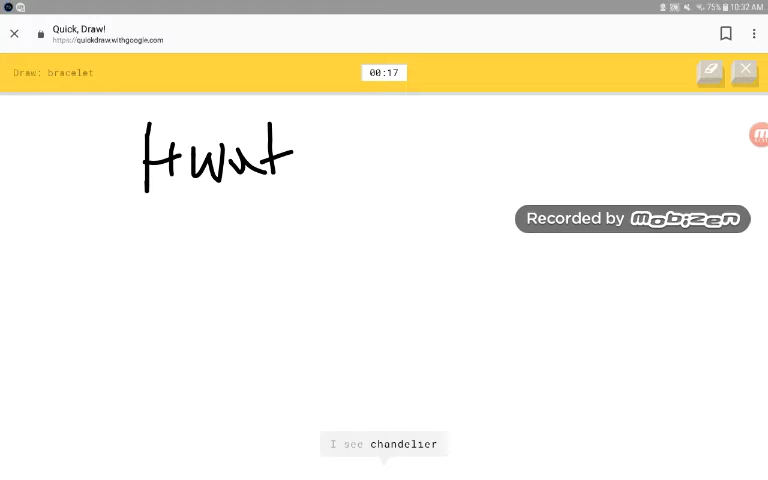 75% 10:32 AM
Quick, Draw!
https://quickdraw.withgoogle.com
Draw: bracelet
00:17
Recorded by mobizen
I see chandelier